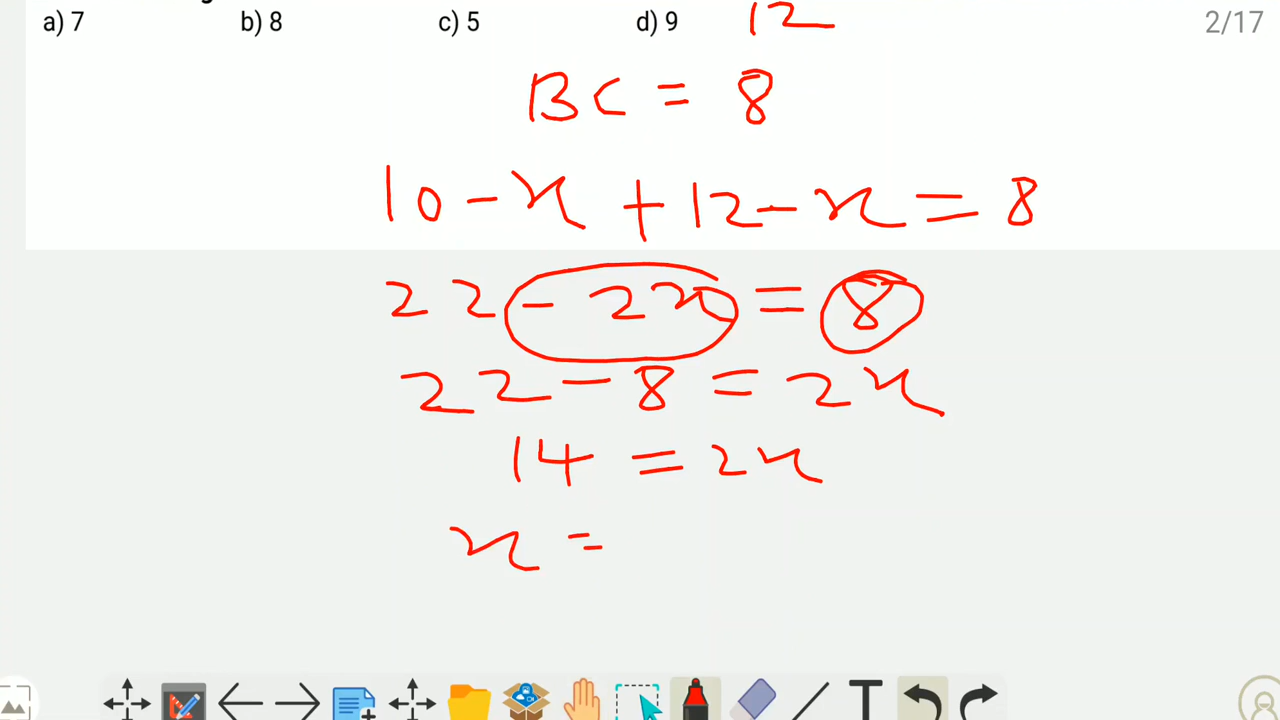 a) 7 b) 8 c) 5 d) 9 12 2/17
BC = 8
10 - x + 12 - x = 8
22 - 2x = 8
22 - 8 = 2x
14 = 2x
x =
T